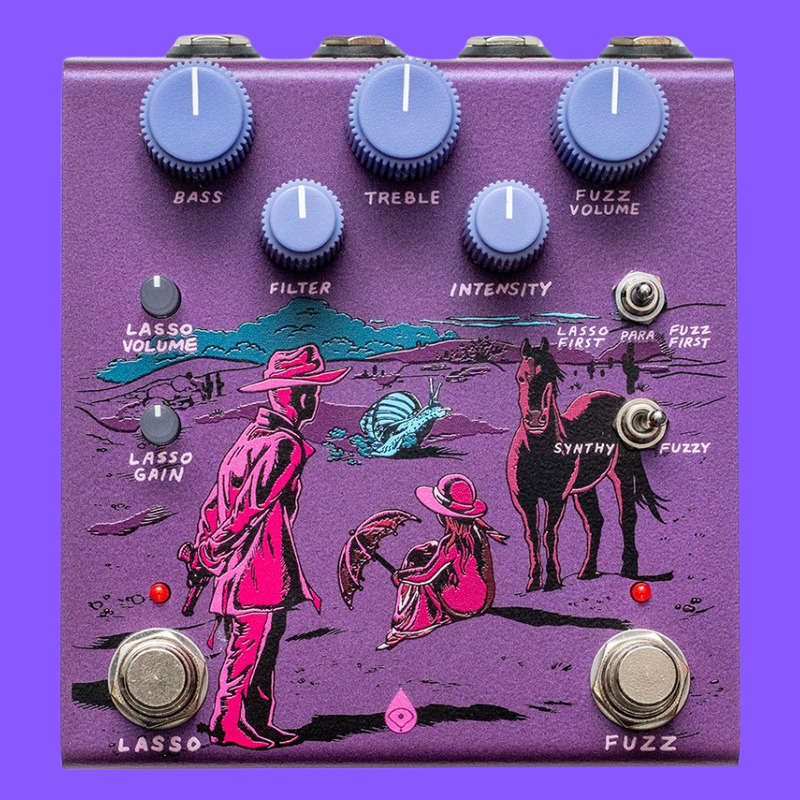 BASS
TREBLE
FUZZ
VOLUME
FILTER
INTENSITY
LASSO
VOLUME
LASSO
FIRST
PARA
FUZZ
FIRST
LASSO
GAIN
SYNTHY
FUZZY
LASSO
FUZZ